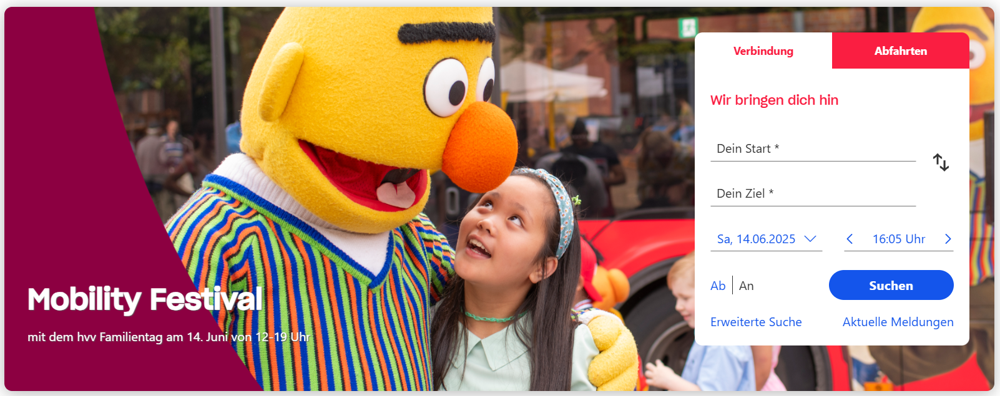 Mobility Festival
mit dem hvv Familientag am 14. Juni von 12-19 Uhr
Verbindung
Abfahrten
Wir bringen dich hin
Dein Start *
Dein Ziel *
Sa, 14.06.2025
16:05 Uhr
Ab
An
Suchen
Erweiterte Suche
Aktuelle Meldungen